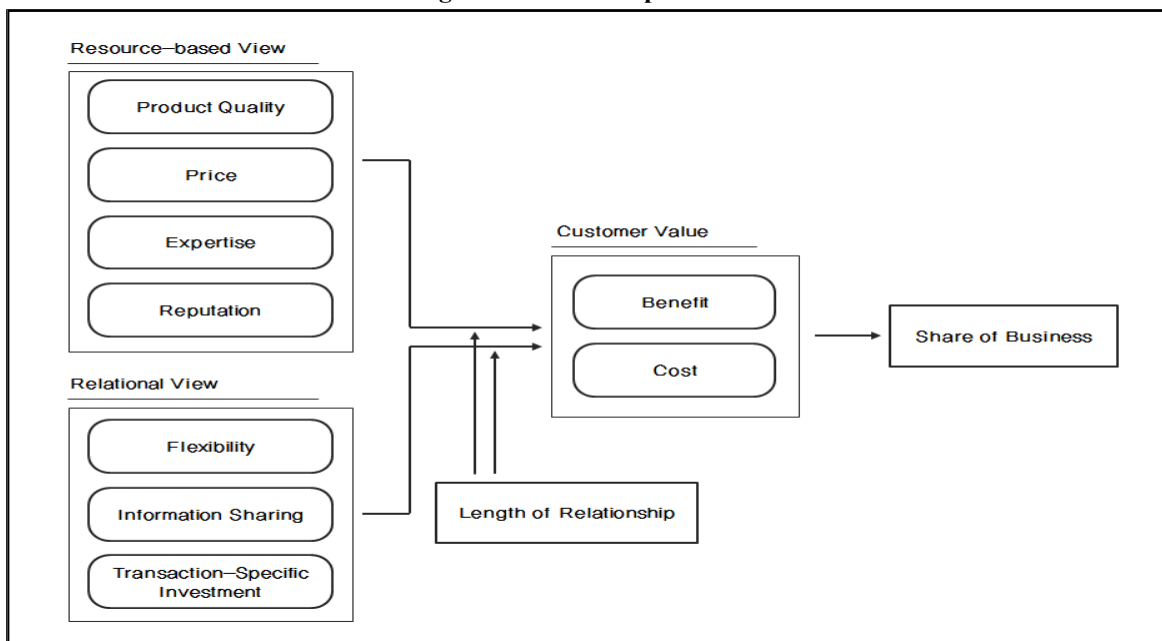 Resource-based View
Product Quality
Price
Expertise
Reputation
Relational View
Flexibility
Information Sharing
Transaction-Specific
Investment
Length of Relationship
Customer Value
Benefit
Cost
Share of Business